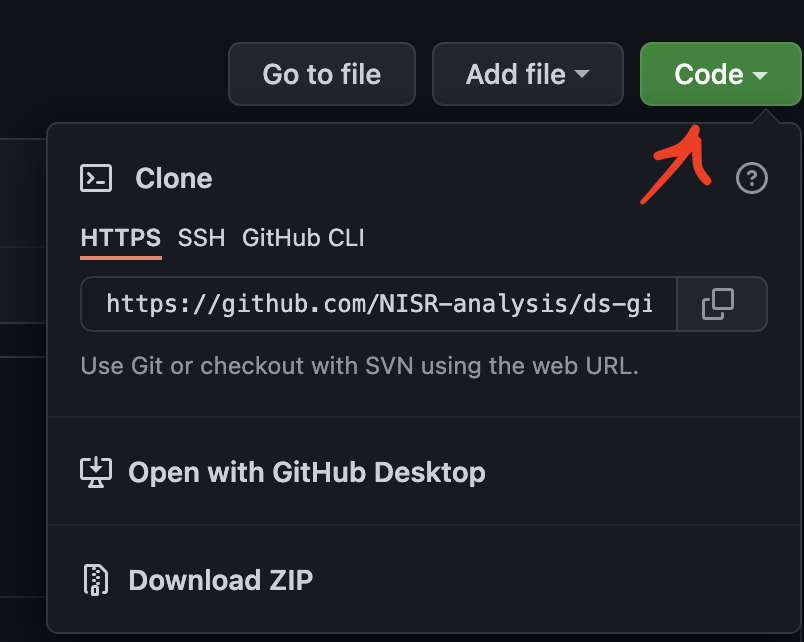 Go to file Add file Code
Clone
HTTPS SSH GitHub CLI
https://github.com/NISR-analysis/ds-gi
Use Git or checkout with SVN using the web URL.
Open with GitHub Desktop
Download ZIP